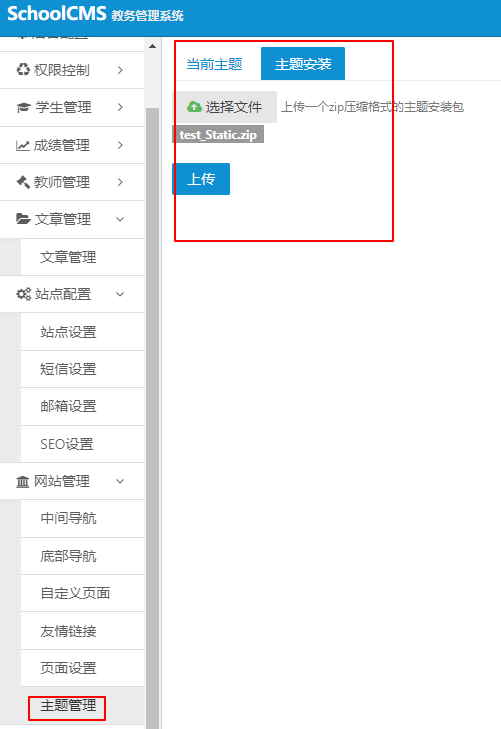 SchoolCMS 教务管理系统
权限控制
学生管理
成绩管理
教师管理
文章管理
文章管理
站点配置
站点设置
短信设置
邮箱设置
SEO设置
网站管理
中间导航
底部导航
自定义页面
友情链接
页面设置
主题管理
当前主题 主题安装
选择文件 上传一个zip压缩格式的主题安装包
test_Static.zip
上传